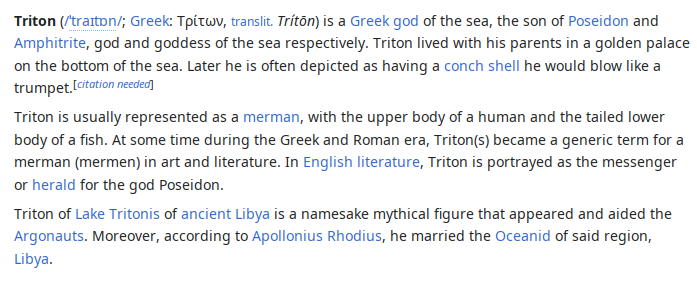 Triton (/ˈtraɪtɒn/; Greek: Τρίτων, translit. Trítōn) is a Greek god of the sea, the son of Poseidon and
Amphitrite, god and goddess of the sea respectively. Triton lived with his parents in a golden palace
on the bottom of the sea. Later he is often depicted as having a conch shell he would blow like a
trumpet.[citation needed]
Triton is usually represented as a merman, with the upper body of a human and the tailed lower
body of a fish. At some time during the Greek and Roman era, Triton(s) became a generic term for a
merman (mermen) in art and literature. In English literature, Triton is portrayed as the messenger
or herald for the god Poseidon.
Triton of Lake Tritonis of ancient Libya is a namesake mythical figure that appeared and aided the
Argonauts. Moreover, according to Apollonius Rhodius, he married the Oceanid of said region,
Libya.